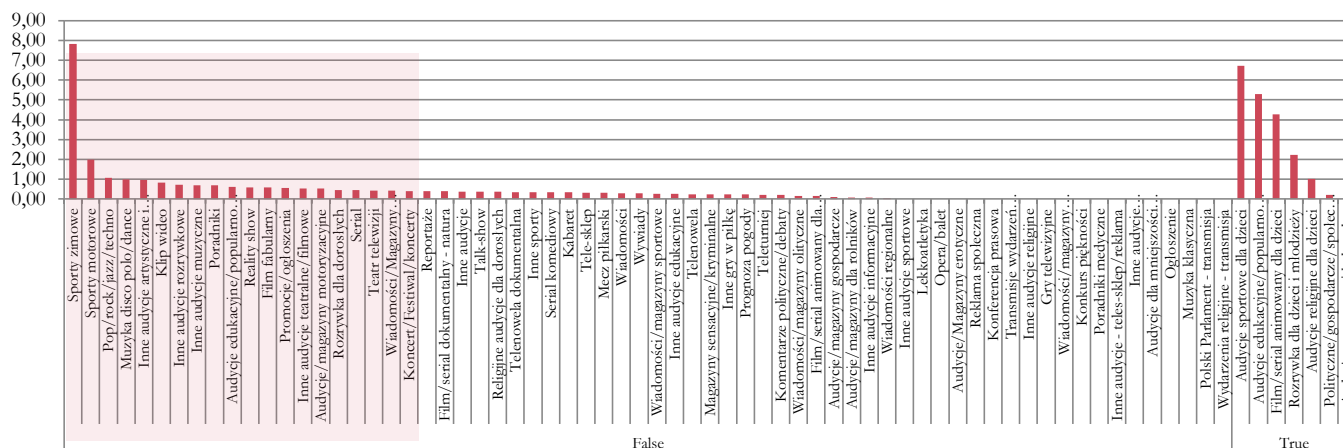 9,00
8,00
7,00
6,00
5,00
4,00
3,00
2,00
1,00
0,00
Sporty zimowe
Sporty motorowe
Pop/rock/jazz/techno
Muzyka disco polo/dance
Inne audycje artystyczne i…
Klip wideo
Inne audycje rozrywkowe
Inne audycje muzyczne
Poradniki
Audycje edukacyjne/popularno…
Reality show
Film fabularny
Promocje/ogłoszenia
Inne audycje teatralne/filmowe
Audycje/magazyny motoryzacyjne
Rozrywka dla dorosłych
Serial
Teatr telewizji
Wiadomości/Magazyny…
Koncert/Festiwal/koncerty
Reportaże
Film/serial dokumentalny - natura
Inne audycje
Talk-show
Religijne audycje dla dorosłych
Telenowela dokumentalna
Inne sporty
Serial komediowy
Kabaret
Tele-sklep
Mecz piłkarski
Wiadomości
Wywiady
Wiadomości/magazyny sportowe
Inne audycje edukacyjne
Telenowela
Magazyny sensacyjne/kryminalne
Inne gry w piłkę
Prognoza pogody
Teleturniej
Komentarze polityczne/debaty
Wiadomości/magazyny olityczne
Film/serial animowany dla…
Audycje/magazyny gospodarcze
Audycje/magazyny dla rolników
Inne audycje informacyjne
Wiadomości regionalne
Inne audycje sportowe
Lekkoatletyka
Opera/balet
Audycje/Magazyny erotyczne
Reklama społeczna
Konferencja prasowa
Transmisje wydarzeń…
Inne audycje religijne
Gry telewizyjne
Wiadomości/magazyny…
Konkurs piękności
Poradniki medyczne
Inne audycje - teles-sklep/reklama
Inne audycje…
Audycje dla mniejszości…
Ogłoszenie
Muzyka klasyczna
Polski Parlament - transmisja
Wydarzenia religijne - transmisja
Audycje sportowe dla dzieci
Audycje edukacyjne/popularno…
Film/serial animowany dla dzieci
Rozrywka dla dzieci i młodzieży
Audycje religijne dla dzieci
Polityczne/gospodarcze/społec…
False
True